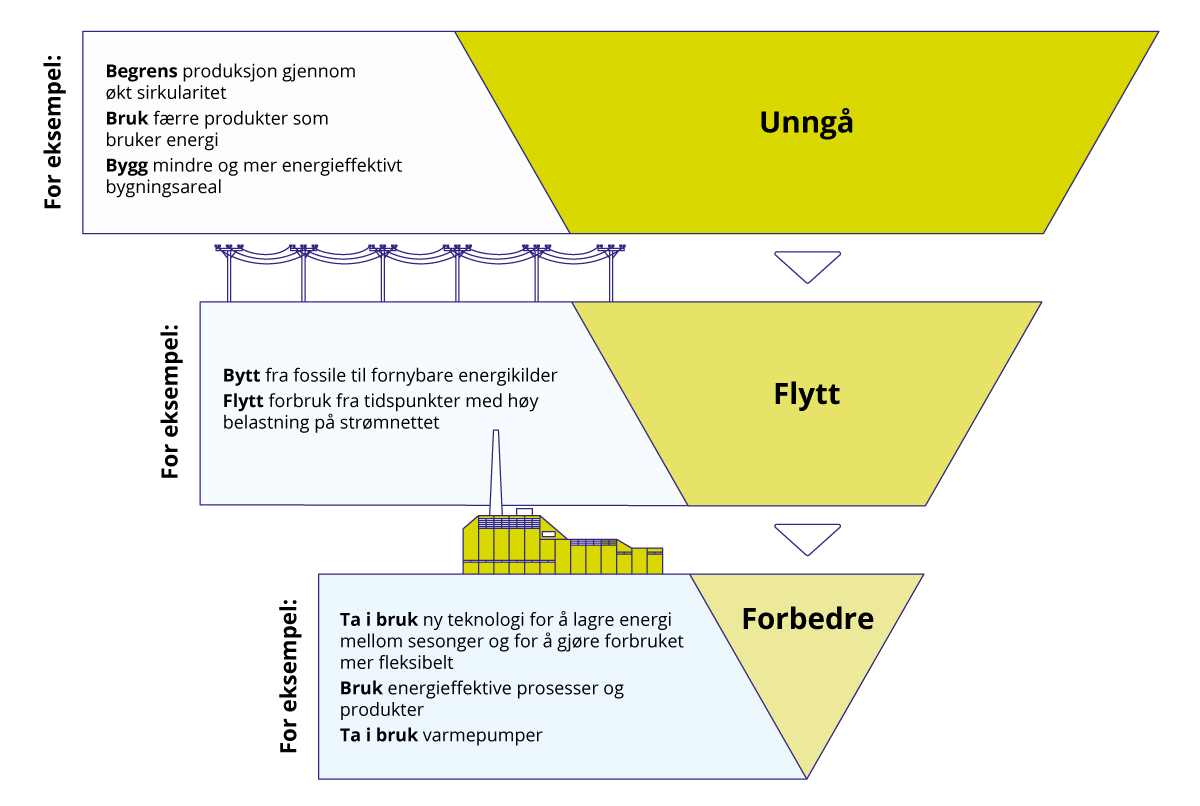 For eksempel:
Begrens produksjon gjennom
økt sirkularitet
Bruk færre produkter som
bruker energi
Bygg mindre og mer energieffektivt
bygningsareal
Unngå
For eksempel:
Bytt fra fossile til fornybare energikilder
Flytt forbruk fra tidspunkter med høy
belastning på strømnettet
Flytt
For eksempel:
Ta i bruk ny teknologi for å lagre energi
mellom sesonger og for å gjøre forbruket
mer fleksibelt
Bruk energieffektive prosesser og
produkter
Ta i bruk varmepumper
Forbedre